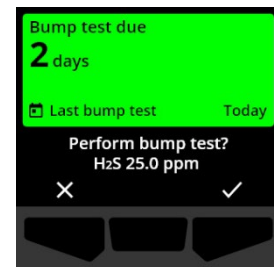 Bump test due
2 days
Last bump test Today
Perform bump test?
H2S 25.0 ppm